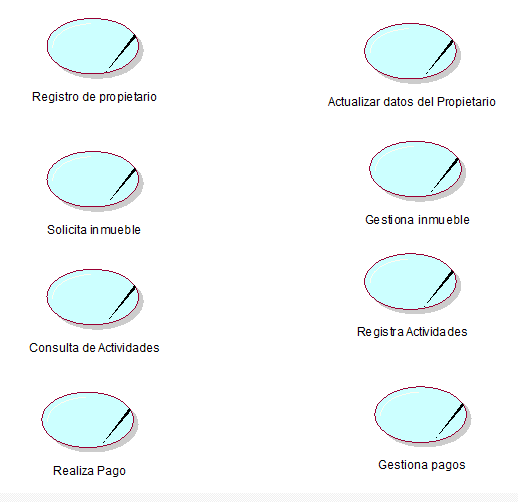 Registro de propietario
Actualizar datos del Propietario
Solicita inmueble
Gestiona inmueble
Consulta de Actividades
Registra Actividades
Realiza Pago
Gestiona pagos